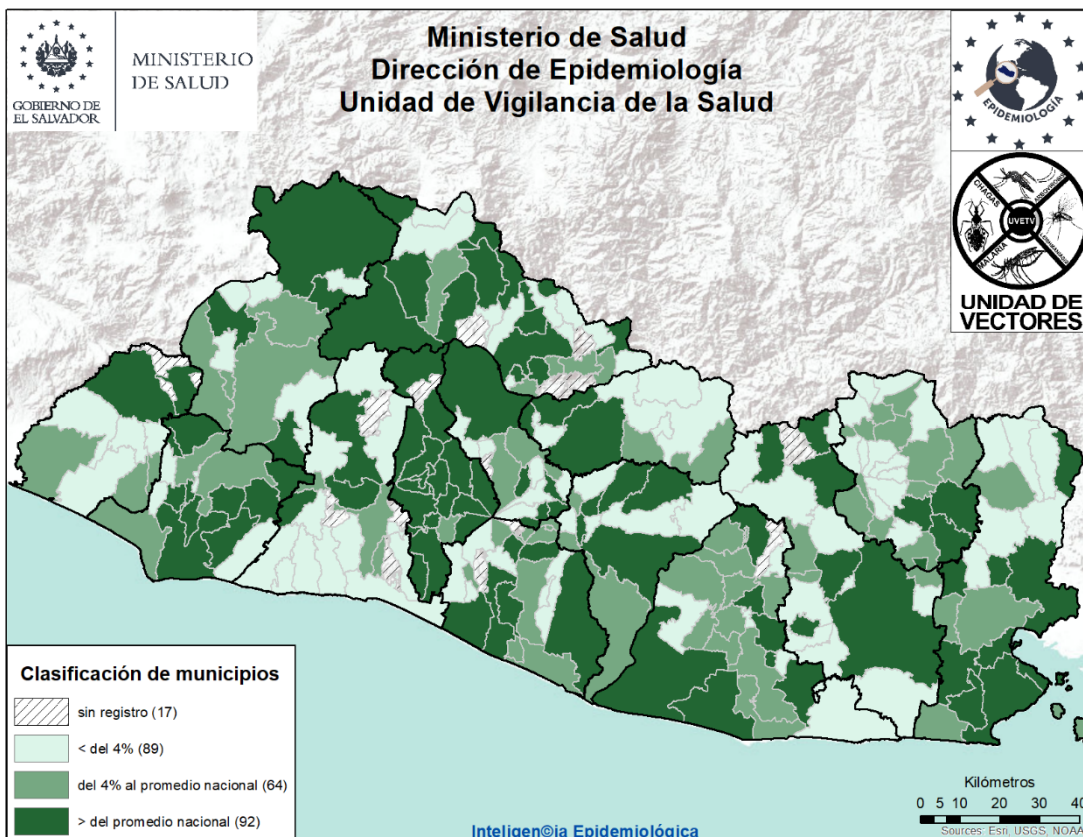 MINISTERIO
DE SALUD
GOBIERNO DE
EL SALVADOR
Ministerio de Salud
Dirección de Epidemiología
Unidad de Vigilancia de la Salud
EPIDEMIOLOGÍA
CHAGAS
UVETV
MALARIA
UNIDAD DE
VECTORES
Clasificación de municipios
sin registro (17)
< del 4% (89)
del 4% al promedio nacional (64)
> del promedio nacional (92)
Inteligen©ia Epidemiológica
Kilómetros
0 5 10 20 30 40
Sources: Esri, USGS, NOAA